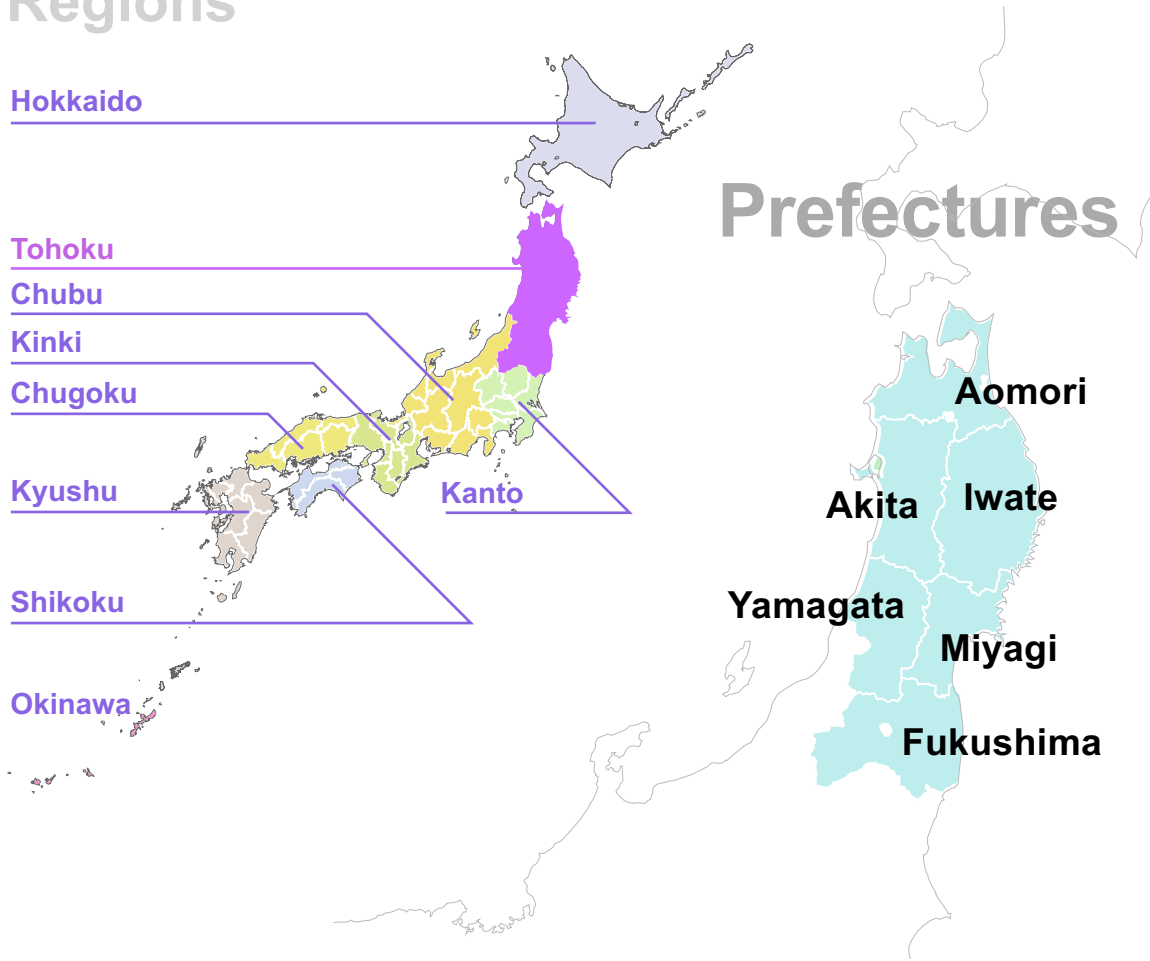 Regions
Hokkaido
Prefectures
Tohoku
Chubu
Kinki
Chugoku
Kyushu
Kanto
Shikoku
Okinawa
Aomori
Akita
Iwate
Yamagata
Miyagi
Fukushima